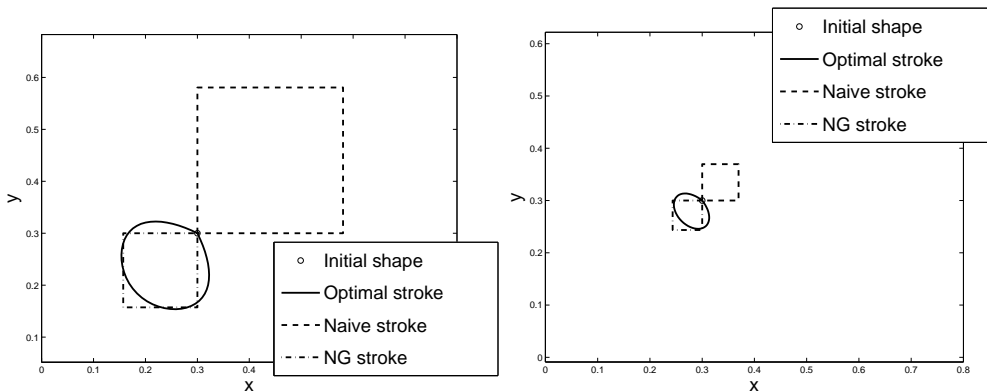 0.6
0.5
0.4
0.3
0.2
0.1
y
0 0.1 0.2 0.3 0.4
x
Initial shape
Optimal stroke
Naive stroke
NG stroke
0.6
0.5
0.4
0.3
0.2
0.1
0
y
0 0.1 0.2 0.3 0.4 0.5 0.6 0.7 0.8
x
Initial shape
Optimal stroke
Naive stroke
NG stroke